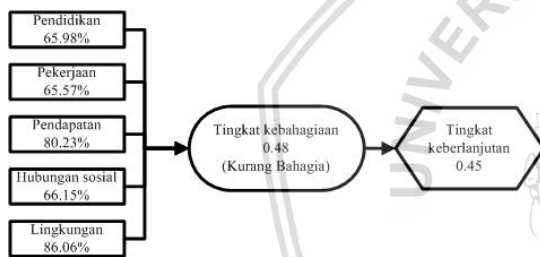 Pendidikan
65.98%
Pekerjaan
65.57%
Pendapatan
80.23%
Hubungan sosial
66.15%
Lingkungan
86.06%
Tingkat kebahagiaan
0.48
(Kurang Bahagia)
Tingkat
keberlanjutan
0.45
UNIVER